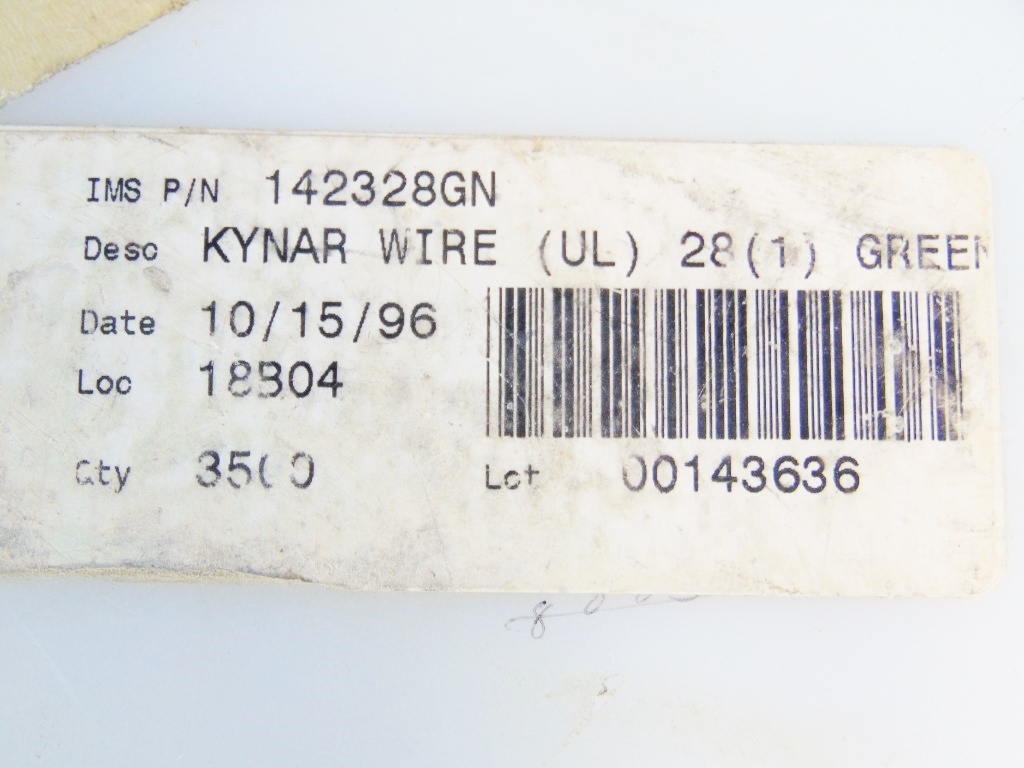 IMS P/N 142328GN
Desc KYNAR WIRE (UL) 28(1) GREEN
Date 10/15/96
Loc 18B04
Qty 3500
Lot 00143636